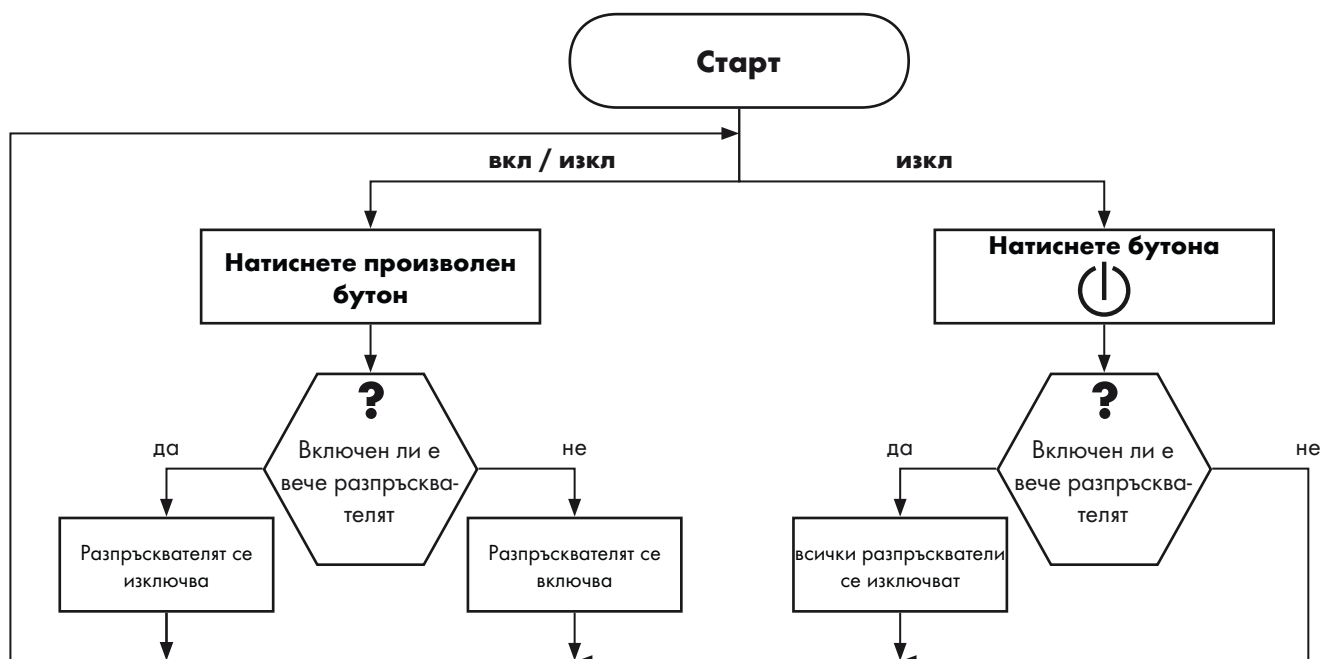 Старт
вкл / изкл
изкл
Натиснете произволен
бутон
Натиснете бутона
?
Включен ли е
вече разпръсква-
телят
да
не
?
Включен ли е
вече разпръсква-
телят
да
не
Разпръсквателят се
изключва
Разпръсквателят се
включва
всички разпръскватели
се изключват